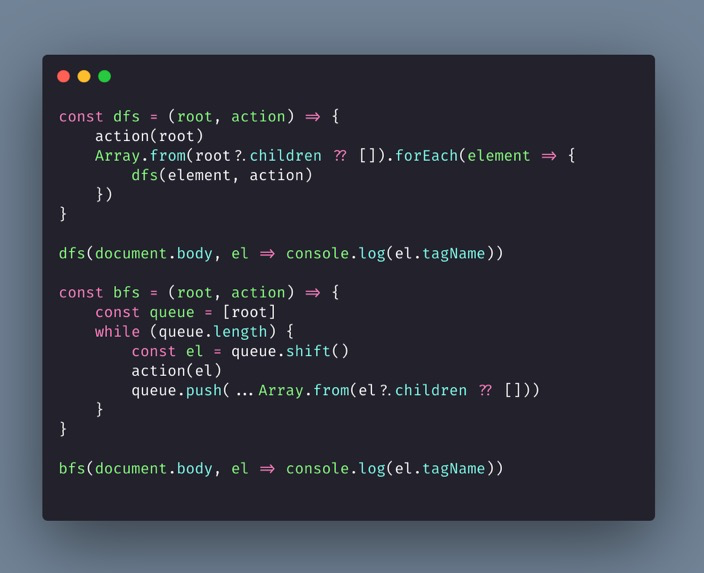 const dfs = (root, action) => {
    action(root)
    Array.from(root?.children ?? []).forEach(element => {
        dfs(element, action)
    })
}

dfs(document.body, el => console.log(el.tagName))

const bfs = (root, action) => {
    const queue = [root]
    while (queue.length) {
        const el = queue.shift()
        action(el)
        queue.push(...Array.from(el?.children ?? []))
    }
}

bfs(document.body, el => console.log(el.tagName))